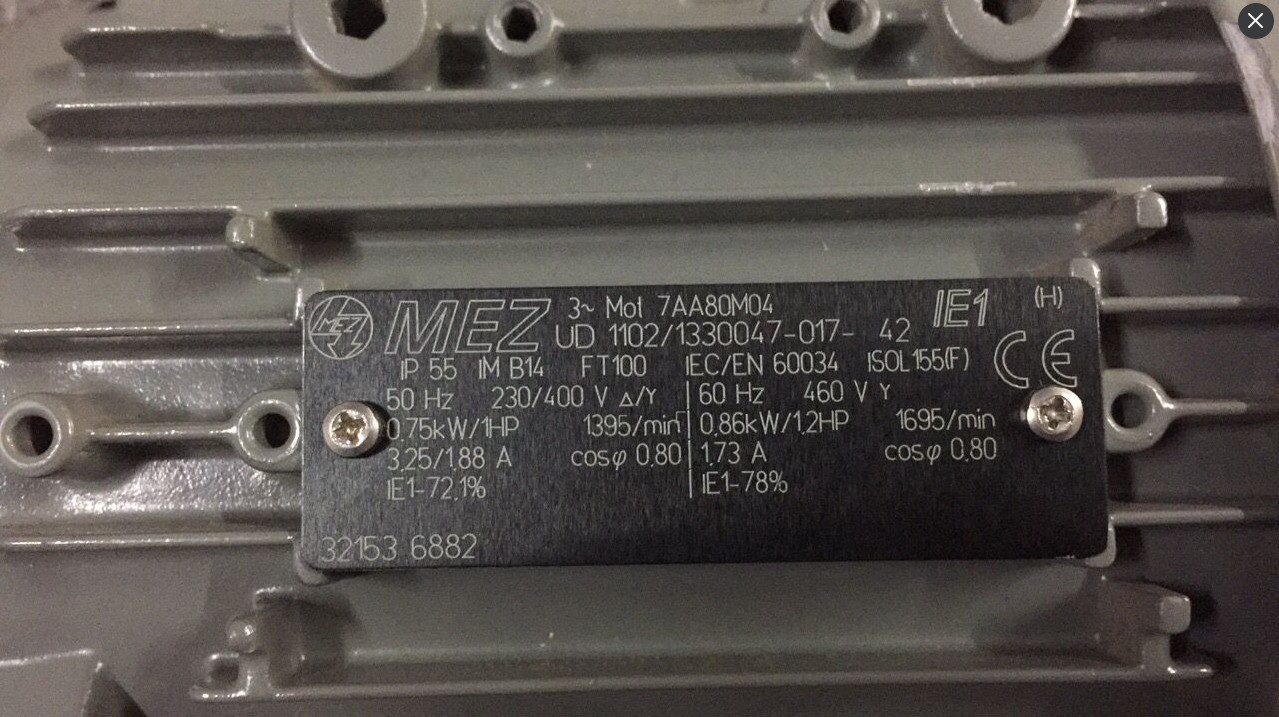 MEZ MEZ 3~ Mot 7AA80M04 IE1 (H)
UD 1102/1330047-017- 42
IP 55 IM B14 FT100 IEC/EN 60034 ISOL155(F) CE
50 Hz 230/400 V △/Y 60 Hz 460 V Y
0,75kW/1HP 1395/min 0,86kW/1,2HP 1695/min
3,25/1,88 A cosφ 0,80 1,73 A cosφ 0,80
IE1-72,1% IE1-78%
32153 6882